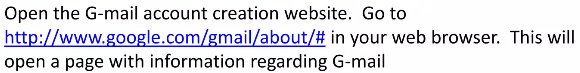 Open the G-mail account creation website.  Go to
http://www.google.com/gmail/about/# in your web browser.  This will
open a page with information regarding G-mail